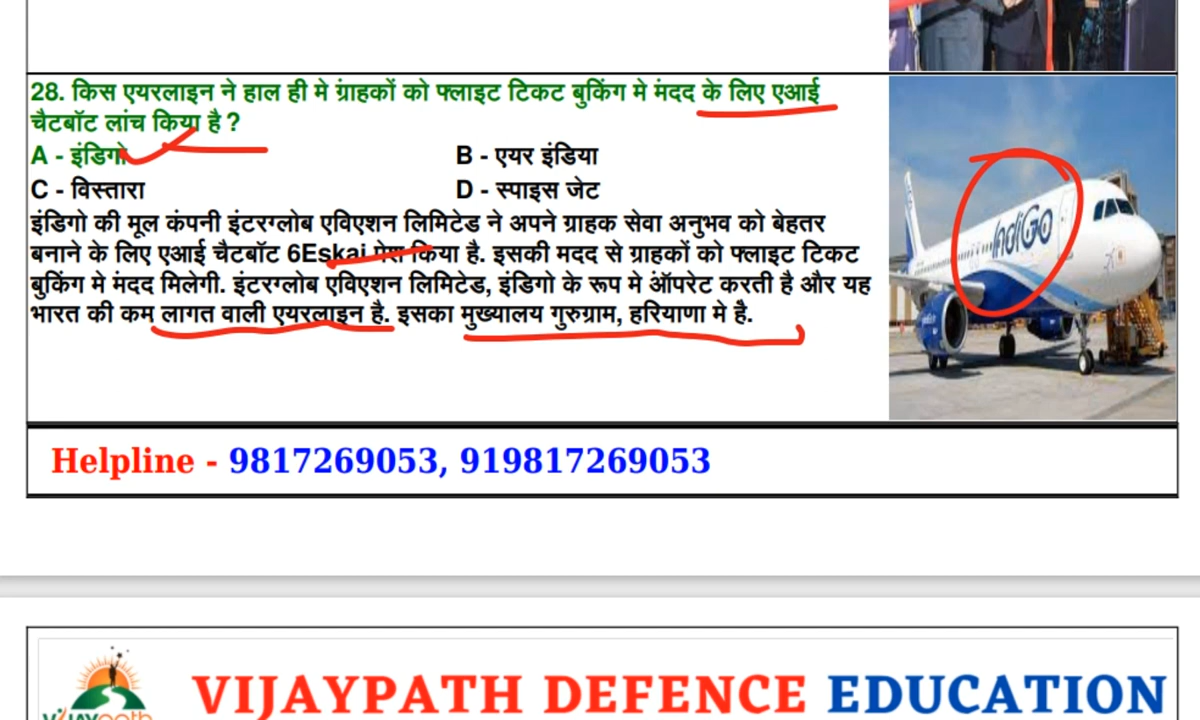 28. किस एयरलाइन ने हाल ही मे ग्राहकों को फ्लाइट टिकट बुकिंग मे मंदद के लिए एआई
चैटबॉट लांच किया है ?
A - इंडिगो
B - एयर इंडिया
C - विस्तारा
D - स्पाइस जेट
इंडिगो की मूल कंपनी इंटरग्लोब एविएशन लिमिटेड ने अपने ग्राहक सेवा अनुभव को बेहतर
बनाने के लिए एआई चैटबॉट 6Eskai पेश किया है. इसकी मदद से ग्राहकों को फ्लाइट टिकट
बुकिंग मे मंदद मिलेगी. इंटरग्लोब एविएशन लिमिटेड, इंडिगो के रूप मे ऑपरेट करती है और यह
भारत की कम लागत वाली एयरलाइन है. इसका मुख्यालय गुरुग्राम, हरियाणा मे है.
IndiGo
Helpline - 9817269053, 919817269053
VIJAYPATH DEFENCE EDUCATION